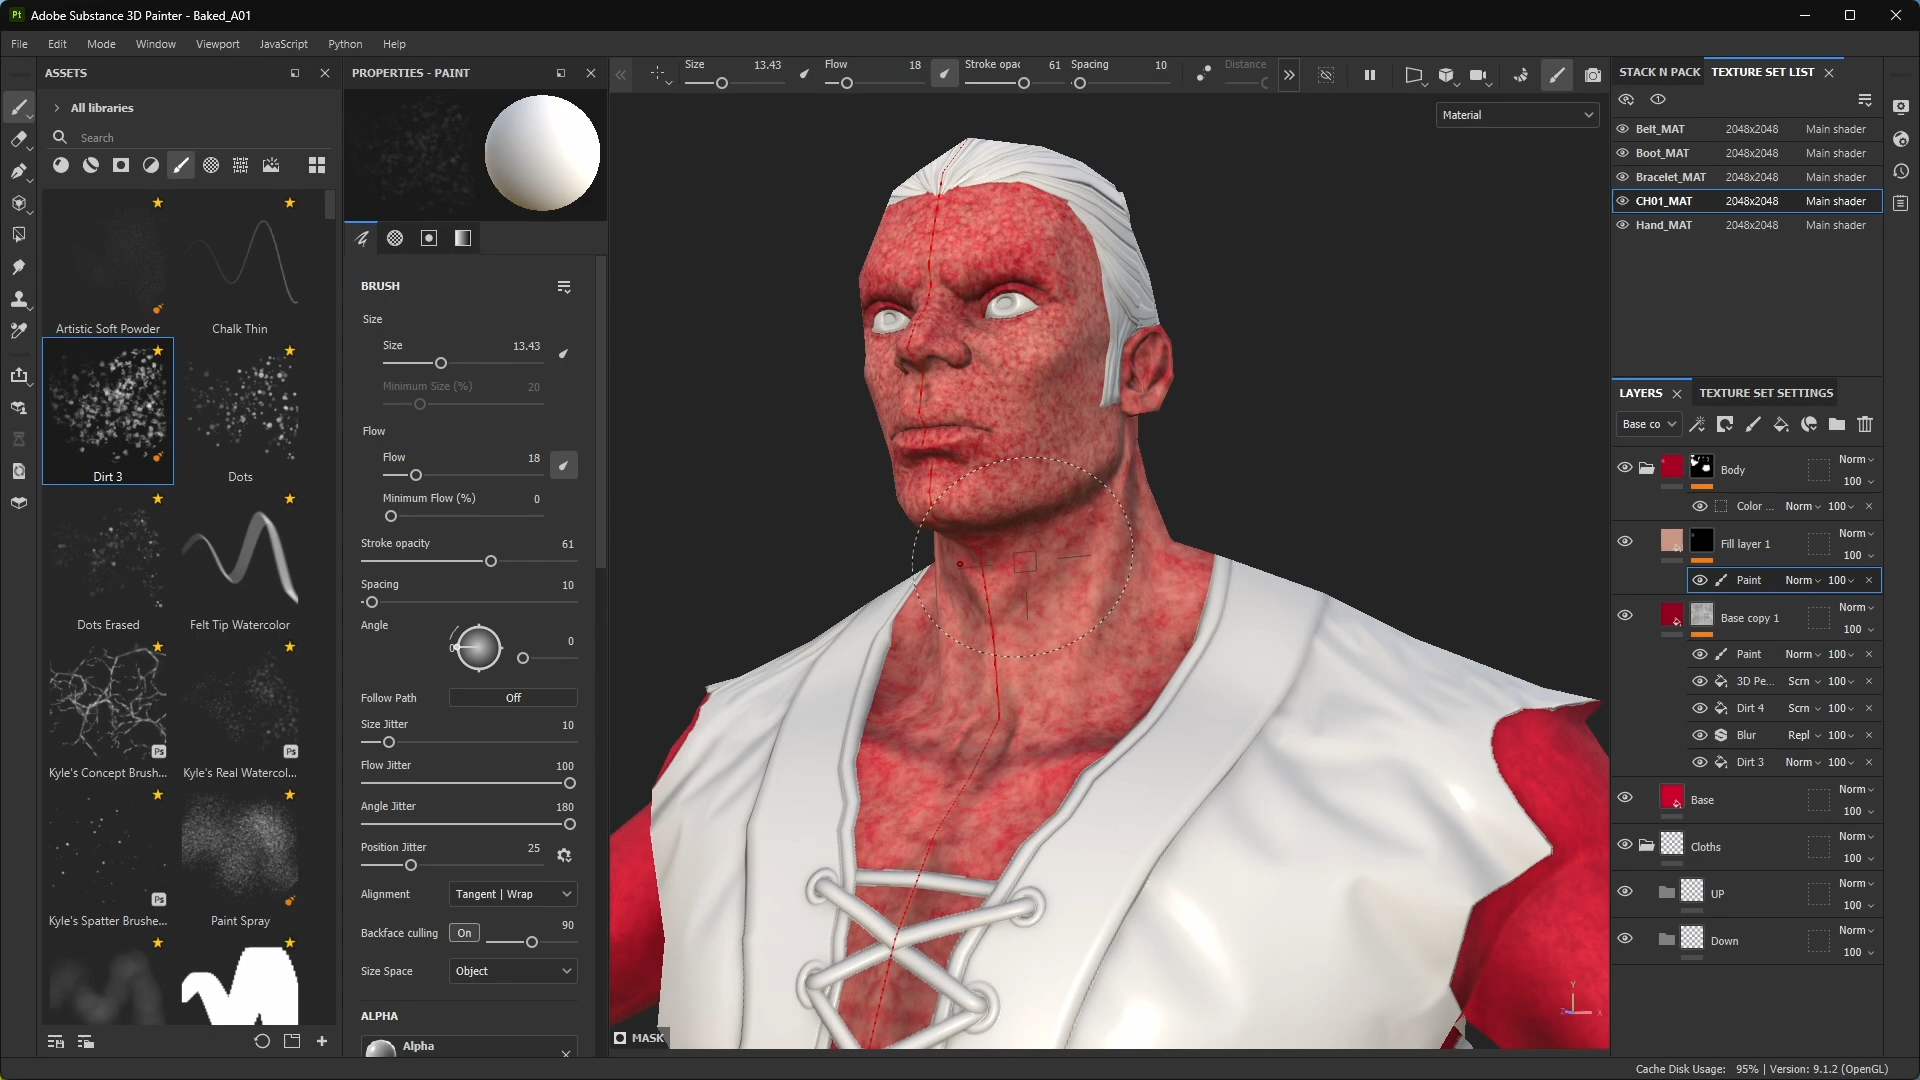 Pt Adobe Substance 3D Painter - Baked_A01
File Edit Mode Window Viewport JavaScript Python Help
ASSETS
All libraries
Search
Artistic Soft Powder
Chalk Thin
Dirt 3
Dots
Dots Erased
Felt Tip Watercolor
Ps
Ps
Kyle's Concept Brush...
Kyle's Real Watercol...
Ps
Kyle's Spatter Brushe...
Paint Spray
PROPERTIES - PAINT
BRUSH
Size
Size 13.43
Minimum Size (%) 20
Flow
Flow 18
Minimum Flow (%) 0
Stroke opacity 61
Spacing 10
Angle 0
0
Follow Path Off
Size Jitter 10
Flow Jitter 100
Angle Jitter 180
Position Jitter 25
Alignment Tangent | Wrap
Backface culling On 90
Size Space Object
ALPHA
Alpha
Size 13.43 Flow 18 Stroke opac 61 Spacing 10 Distance
Material
MASK
Y
X
Z
STACK N PACK TEXTURE SET LIST
1
Belt_MAT 2048x2048 Main shader
Boot_MAT 2048x2048 Main shader
Bracelet_MAT 2048x2048 Main shader
CH01_MAT 2048x2048 Main shader
Hand_MAT 2048x2048 Main shader
LAYERS TEXTURE SET SETTINGS
Base co
Body Norm 100
Color ... Norm 100
Fill layer 1 Norm 100
Paint Norm 100
Base copy 1 Norm 100
Paint Norm 100
3D Pe... Scrn 100
Dirt 4 Scrn 100
Blur Repl 100
Dirt 3 Norm 100
Base Norm 100
Cloths Norm 100
UP Norm 100
Down Norm 100
Cache Disk Usage: 95% | Version: 9.1.2 (OpenGL)